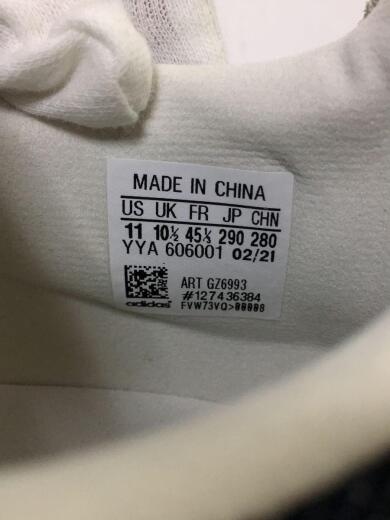 MADE IN CHINA
US UK FR JP CHN
11 10½ 45⅓ 290 280
YYA 606001 02/21
ART GZ6993
#127436384
adidas FVW73VQ>00008